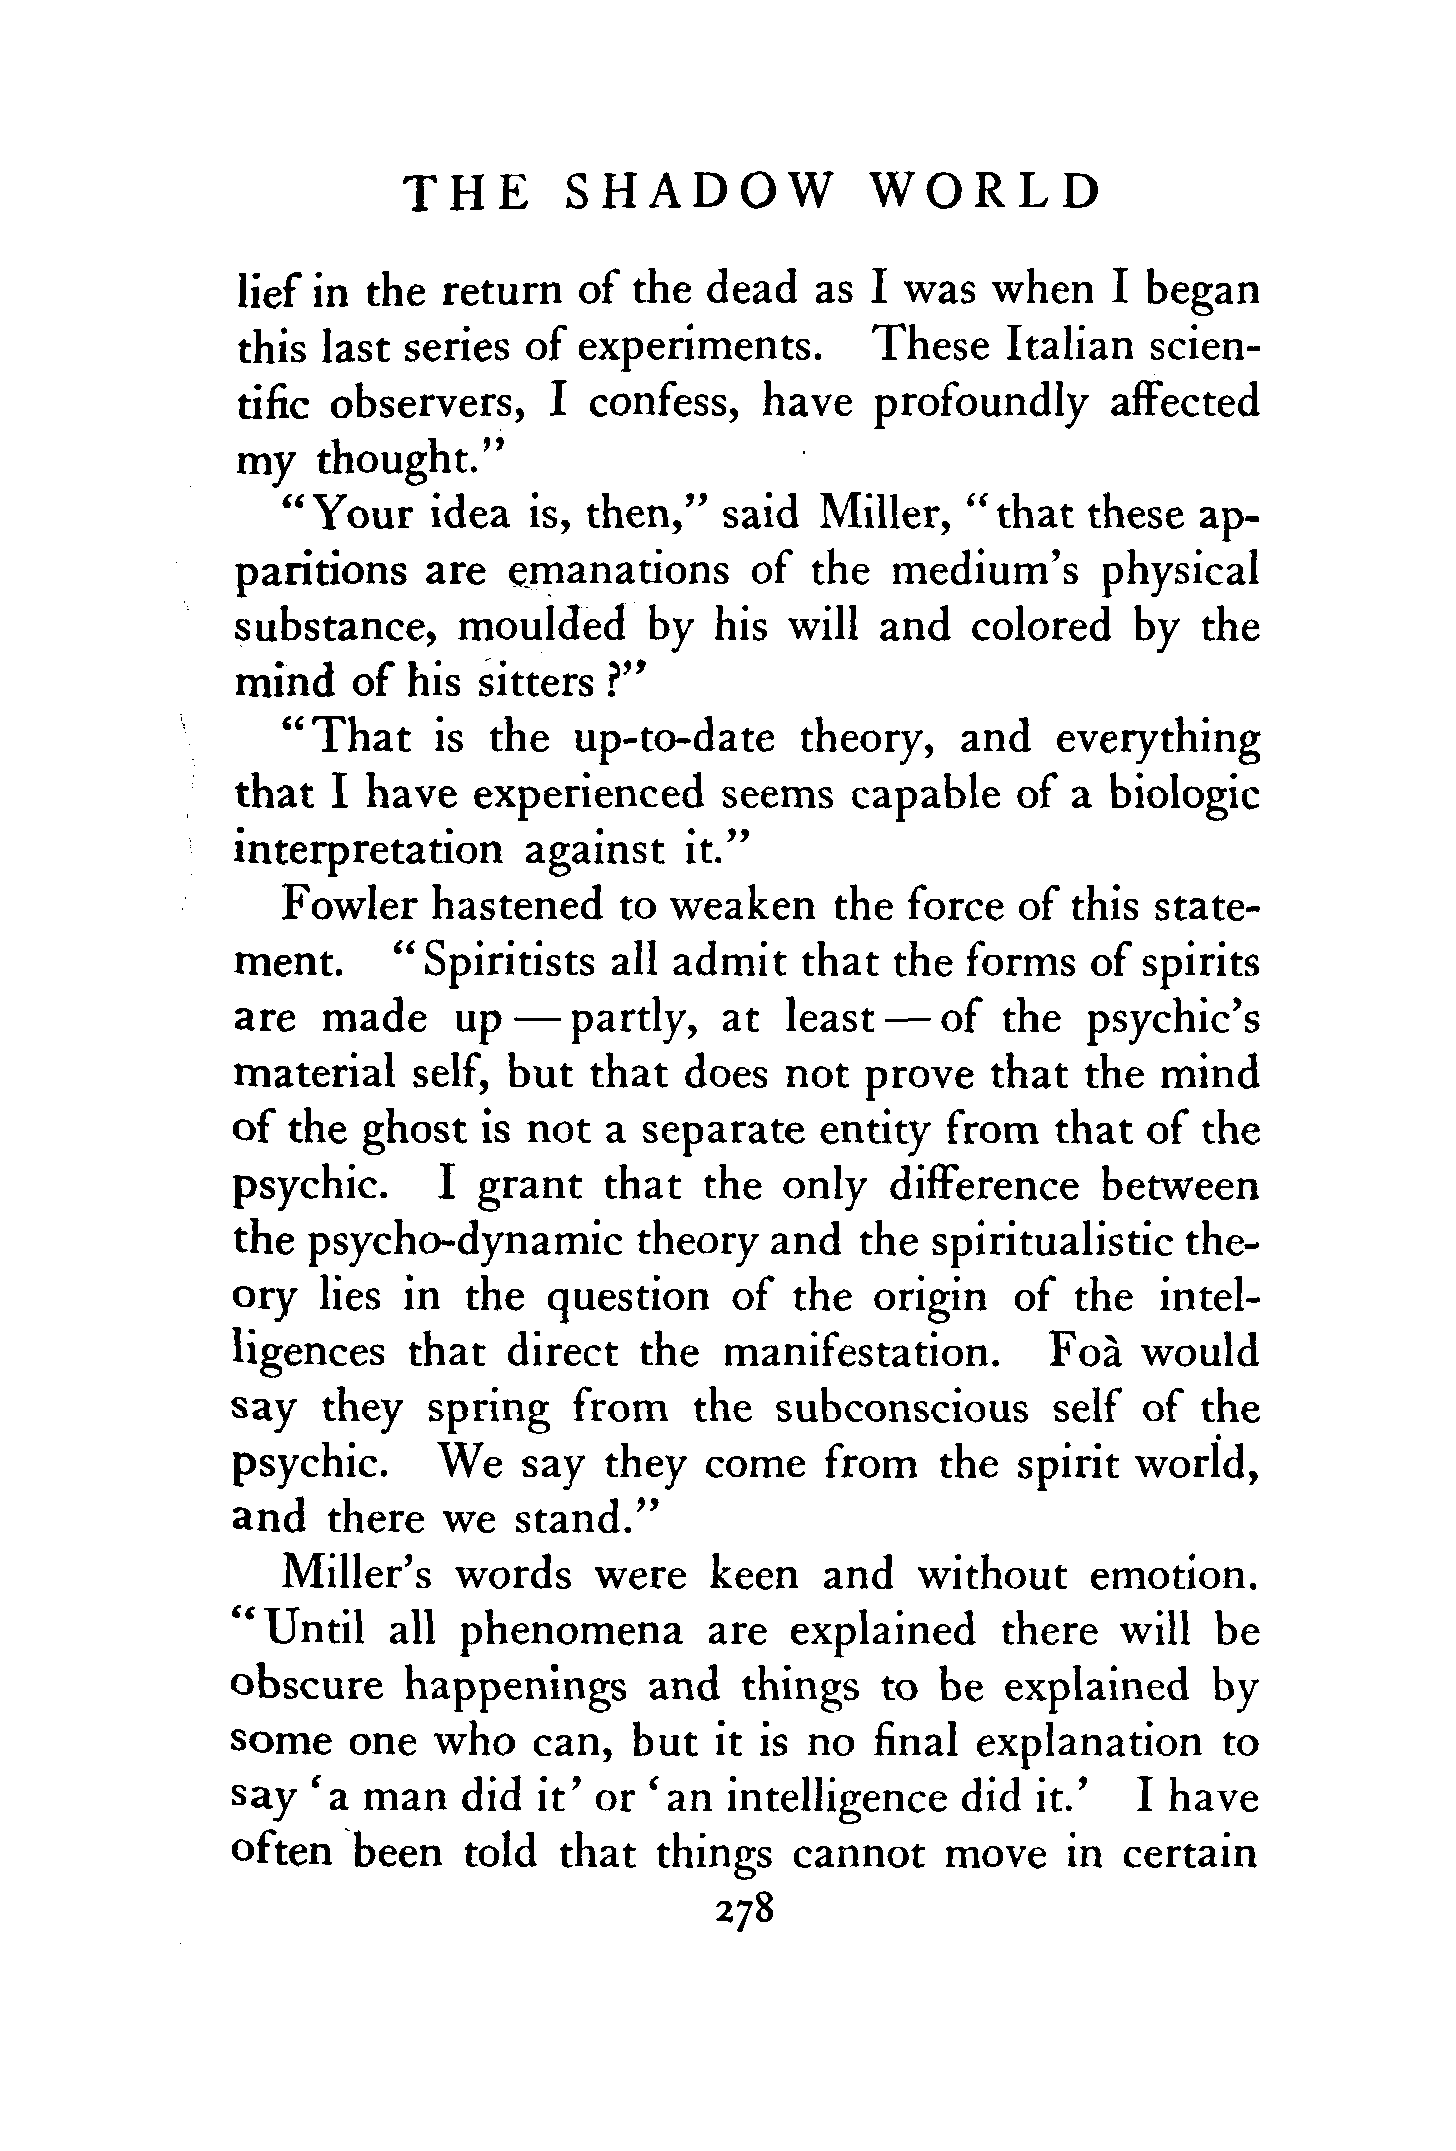 THE SHADOW WORLD
lief in the return of the dead as I was when I began
this last series of experiments. These Italian scien-
tific observers, I confess, have profoundly affected
my thought."
"Your idea is, then," said Miller, "that these ap-
paritions are emanations of the medium's physical
substance, moulded by his will and colored by the
mind of his sitters?"
"That is the up-to-date theory, and everything
that I have experienced seems capable of a biologic
interpretation against it."
Fowler hastened to weaken the force of this state-
ment. "Spiritists all admit that the forms of spirits
are made up—partly, at least—of the psychic's
material self, but that does not prove that the mind
of the ghost is not a separate entity from that of the
psychic. I grant that the only difference between
the psycho-dynamic theory and the spiritualistic the-
ory lies in the question of the origin of the intel-
ligences that direct the manifestation. Foà would
say they spring from the subconscious self of the
psychic. We say they come from the spirit world,
and there we stand."
Miller's words were keen and without emotion.
"Until all phenomena are explained there will be
obscure happenings and things to be explained by
some one who can, but it is no final explanation to
say 'a man did it' or 'an intelligence did it.' I have
often been told that things cannot move in certain
278